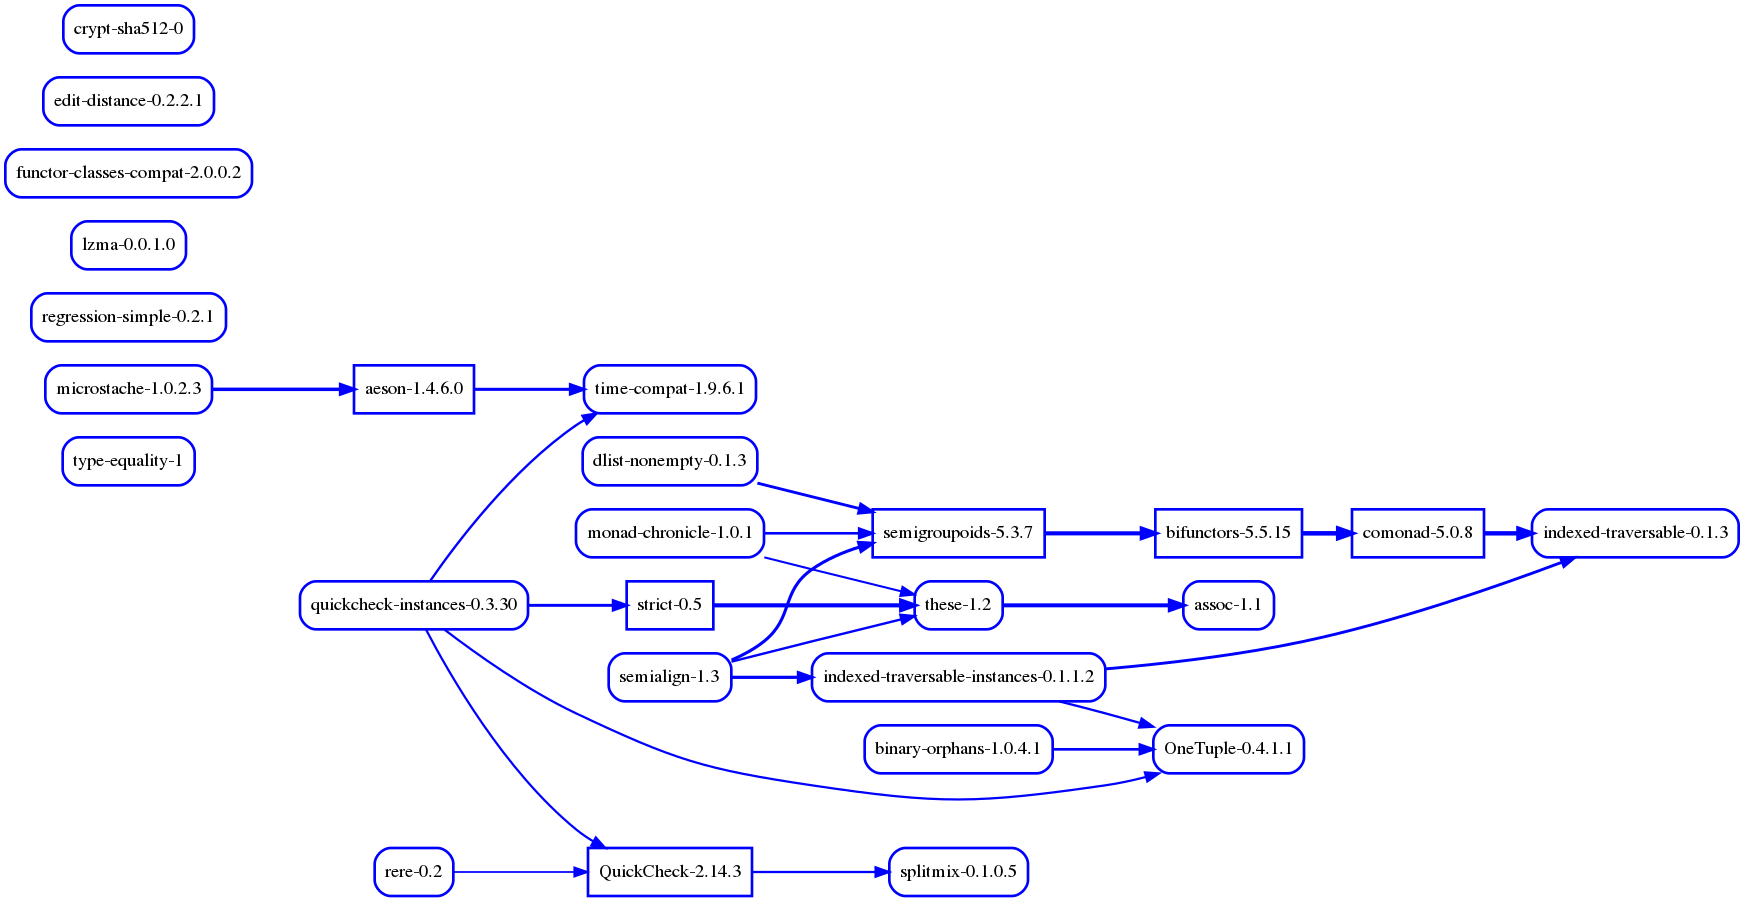 crypt-sha512-0
edit-distance-0.2.2.1
functor-classes-compat-2.0.0.2
lzma-0.0.1.0
regression-simple-0.2.1
microstache-1.0.2.3
aeson-1.4.6.0
time-compat-1.9.6.1
type-equality-1
dlist-nonempty-0.1.3
monad-chronicle-1.0.1
semigroupoids-5.3.7
bifunctors-5.5.15
comonad-5.0.8
indexed-traversable-0.1.3
quickcheck-instances-0.3.30
strict-0.5
these-1.2
assoc-1.1
semialign-1.3
indexed-traversable-instances-0.1.1.2
binary-orphans-1.0.4.1
OneTuple-0.4.1.1
rere-0.2
QuickCheck-2.14.3
splitmix-0.1.0.5